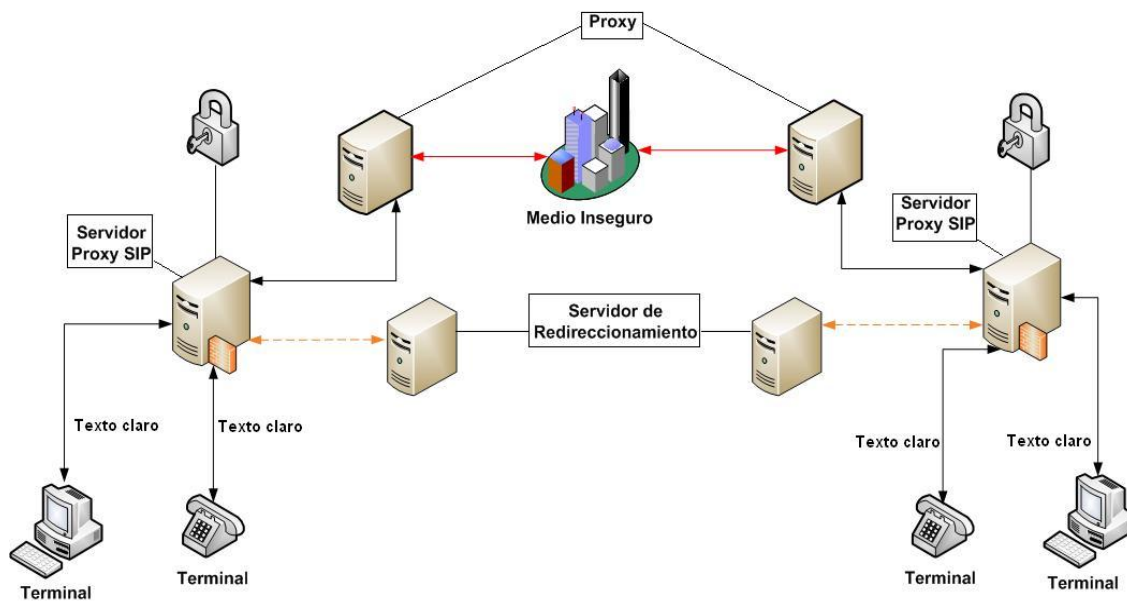 Proxy
Medio Inseguro
Servidor
Proxy SIP
Servidor
Proxy SIP
Servidor de
Redireccionamiento
Texto claro
Texto claro
Texto claro
Texto claro
Terminal
Terminal
Terminal
Terminal